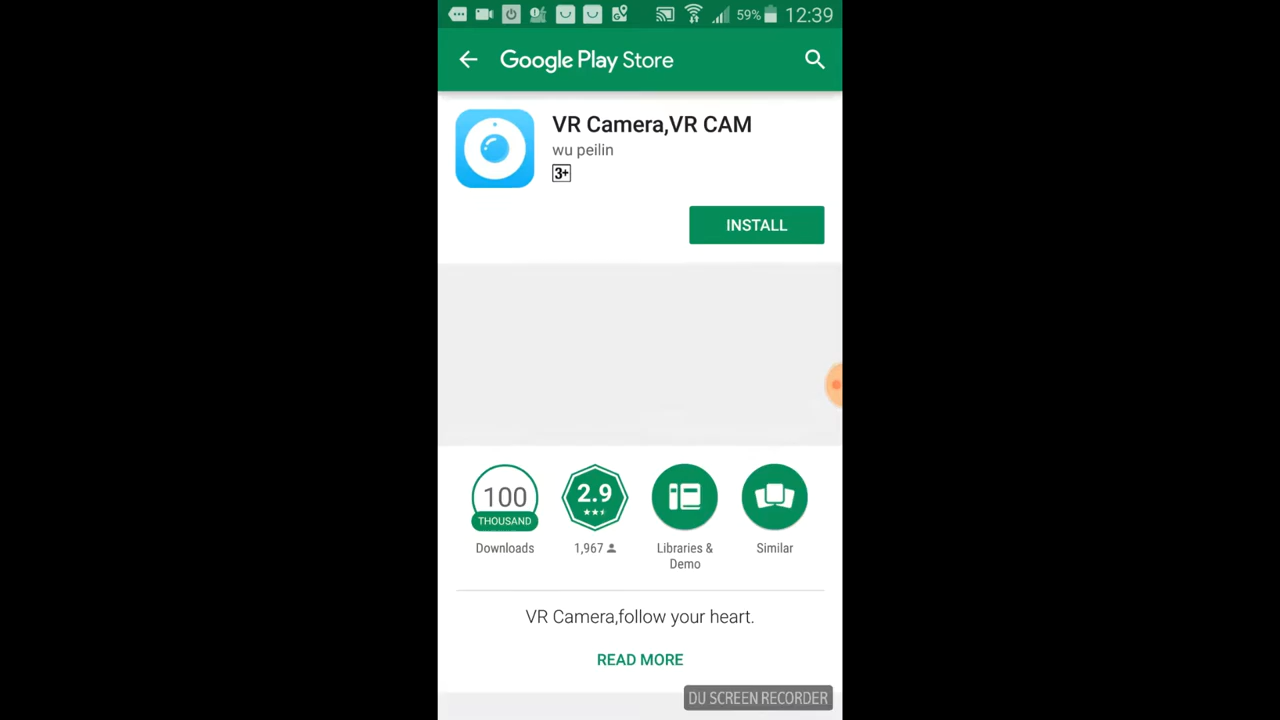 59% 12:39
Google Play Store
VR Camera,VR CAM
wu peilin
3+
INSTALL
100
THOUSAND
2.9
Downloads
1,967
Libraries &
Demo
Similar
VR Camera,follow your heart.
READ MORE
DU SCREEN RECORDER